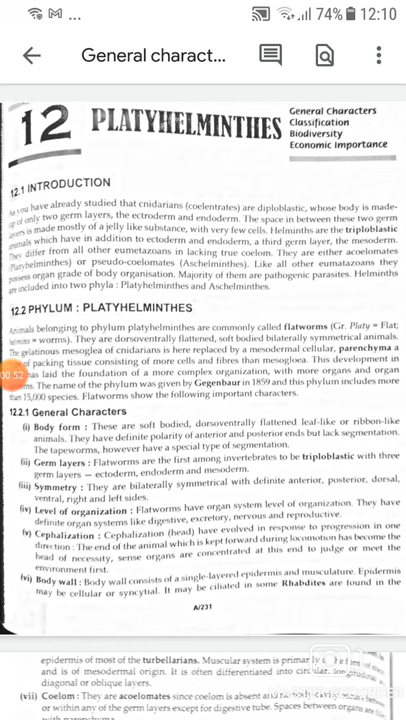 74% 12:10
General charact...
12 PLATYHELMINTHES
General Characters
Classification
Biodiversity
Economic Importance
12.1 INTRODUCTION
As you have already studied that cnidarians (coelentrates) are diploblastic, whose body is made-
up of only two germ layers, the ectroderm and endoderm. The space in between these two germ
layers is made mostly of a jelly like substance, with very few cells. Helminths are the triploblastic
animals which have in addition to ectoderm and endoderm, a third germ layer, the mesoderm.
They differ from all other eumetazoans in lacking true coelom. They are either acoelomates
(Platyhelminthes) or pseudo-coelomates (Aschelminthes). Like all other eumetazoans they
possess organ grade of body organisation. Majority of them are pathogenic parasites. Helminths
are included into two phyla : Platyhelminthes and Aschelminthes.
12.2 PHYLUM : PLATYHELMINTHES
Animals belonging to phylum platyhelminthes are commonly called flatworms (Gr. Platy = Flat;
helmins = worms). They are dorsoventrally flattened, soft bodied bilaterally symmetrical animals.
The gelatinous mesoglea of cnidarians is here replaced by a mesodermal cellular, parenchyma a
of packing tissue consisting of more cells and fibres than mesoglea. This development in
has laid the foundation of a more complex organization, with more organs and organ
00:52
The name of the phylum was given by Gegenbaur in 1859 and this phylum includes more
than 15,000 species. Flatworms show the following important characters.
12.2.1 General Characters
(i) Body form : These are soft bodied, dorsoventrally flattened leaf-like or ribbon-like
animals. They have definite polarity of anterior and posterior ends but lack segmentation.
The tapeworms, however have a special type of segmentation.
(ii) Germ layers : Flatworms are the first among invertebrates to be triploblastic with three
germ layers — ectoderm, endoderm and mesoderm.
(iii) Symmetry : They are bilaterally symmetrical with definite anterior, posterior, dorsal,
ventral, right and left sides.
(iv) Level of organization : Flatworms have organ system level of organization. They have
definite organ systems like digestive, excretory, nervous and reproductive.
(v) Cephalization : Cephalization (head) have evolved in response to progression in one
direction : The end of the animal which is kept forward during locomotion has become the
head of necessity, sense organs are concentrated at this end to judge or meet the
environment first.
(vi) Body wall : Body wall consists of a single-layered epidermis and musculature. Epidermis
may be cellular or syncytial. It may be ciliated in some Rhabdites are found in the
A/231
epidermis of most of the turbellarians. Muscular system is primarily form of
and is of mesodermal origin. It is often differentiated into circular,
diagonal or oblique layers.
(vii) Coelom : They are acoelomates since coelom is absent and
or within any of the germ layers except for digestive tube. Spaces between organs are
with parenchyma